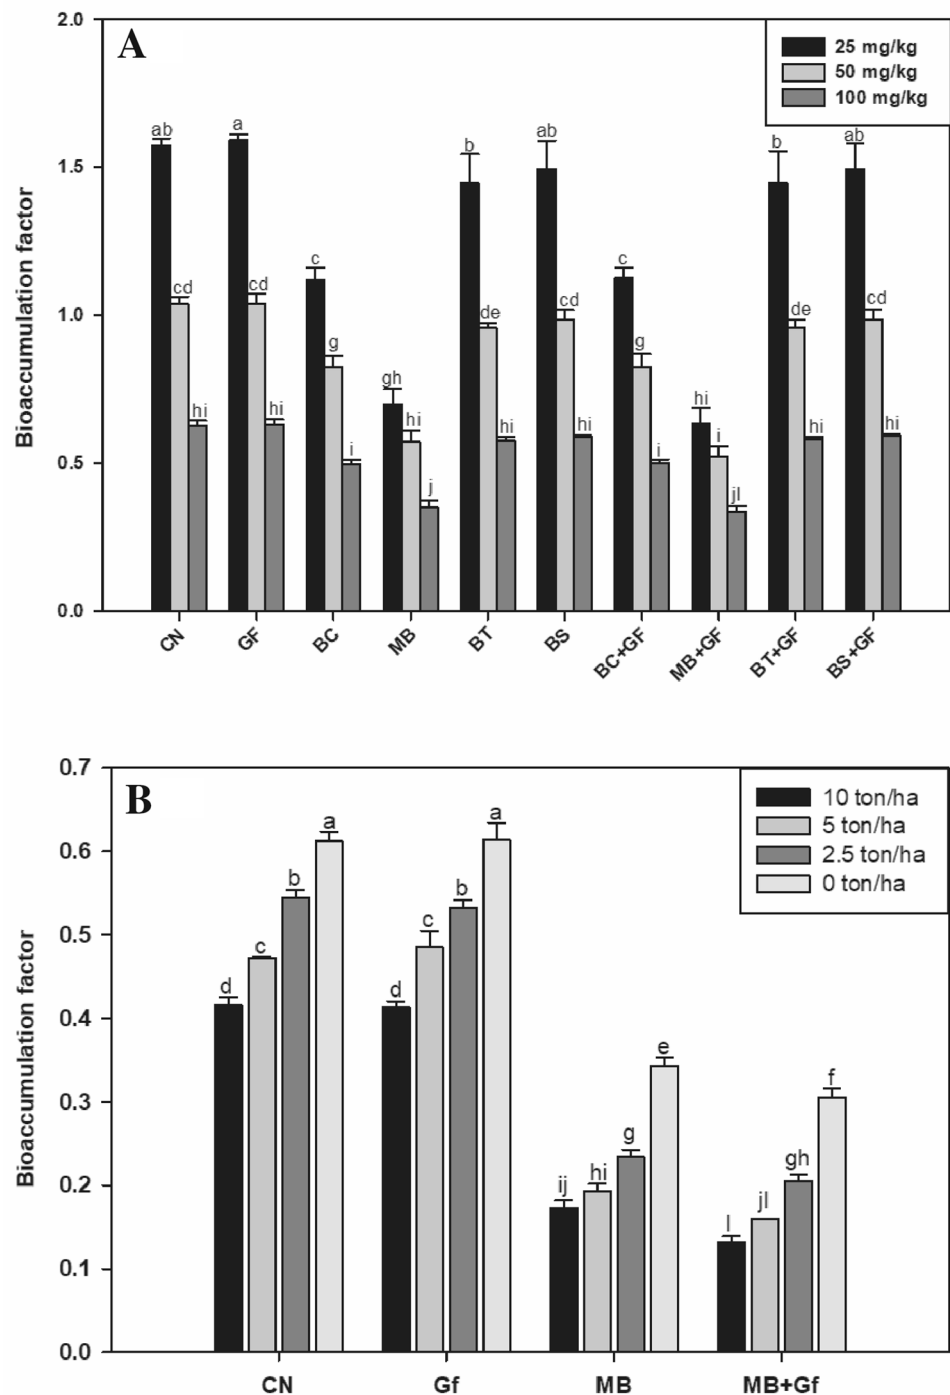 A
25 mg/kg
50 mg/kg
100 mg/kg
Bioaccumulation factor
2.0
1.5
1.0
0.5
0.0
ab cd hi
a cd hi
c g i
gh hi j
b de hi
ab cd hi
c g i
hi i jl
b de hi
ab cd hi
CN GF BC MB BT BS BC+GF MB+GF BT+GF BS+GF
B
10 ton/ha
5 ton/ha
2.5 ton/ha
0 ton/ha
Bioaccumulation factor
0.7
0.6
0.5
0.4
0.3
0.2
0.1
0.0
d c b a
d c b a
ij hi g e
l jl gh f
CN Gf MB MB+Gf